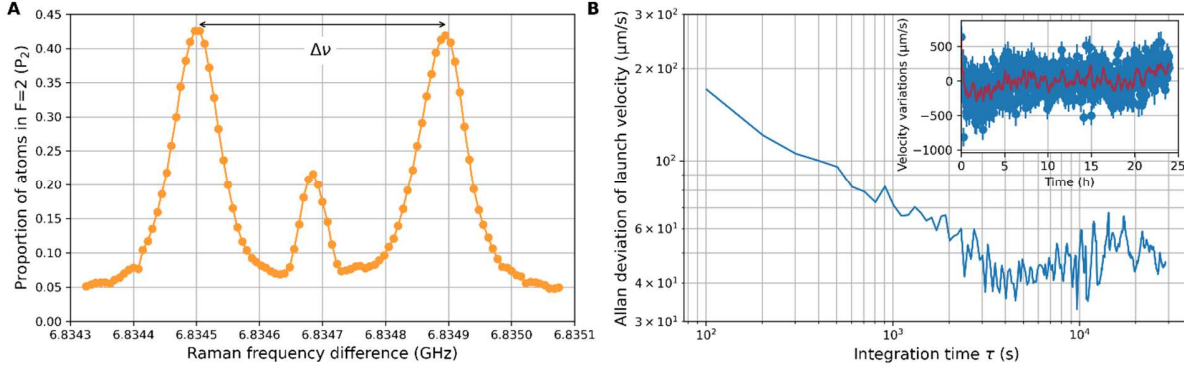 A
Proportion of atoms in F=2 (P₂)
0.45
0.40
0.35
0.30
0.25
0.20
0.15
0.10
0.05
0.00
Δν
6.8343 6.8344 6.8345 6.8346 6.8347 6.8348 6.8349 6.8350 6.8351
Raman frequency difference (GHz)
B
Allan deviation of launch velocity (μm/s)
3 × 10²
2 × 10²
10²
6 × 10¹
4 × 10¹
3 × 10¹
10² 10³ 10⁴
Integration time τ (s)
Velocity variations (μm/s)
500
0
−500
−1000
0 5 10 15 20 25
Time (h)